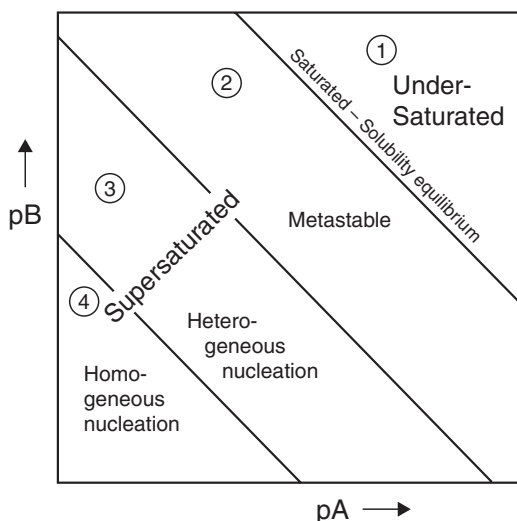 ①
Under-
Saturated
②
Saturated – Solubility equilibrium
③
Metastable
pB
Supersaturated
④
Hetero-
geneous
nucleation
Homo-
geneous
nucleation
pA